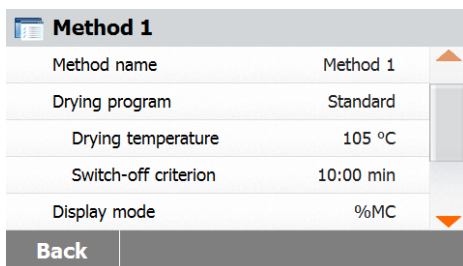 Method 1
Method name Method 1
Drying program Standard
Drying temperature 105 ºC
Switch-off criterion 10:00 min
Display mode %MC
Back